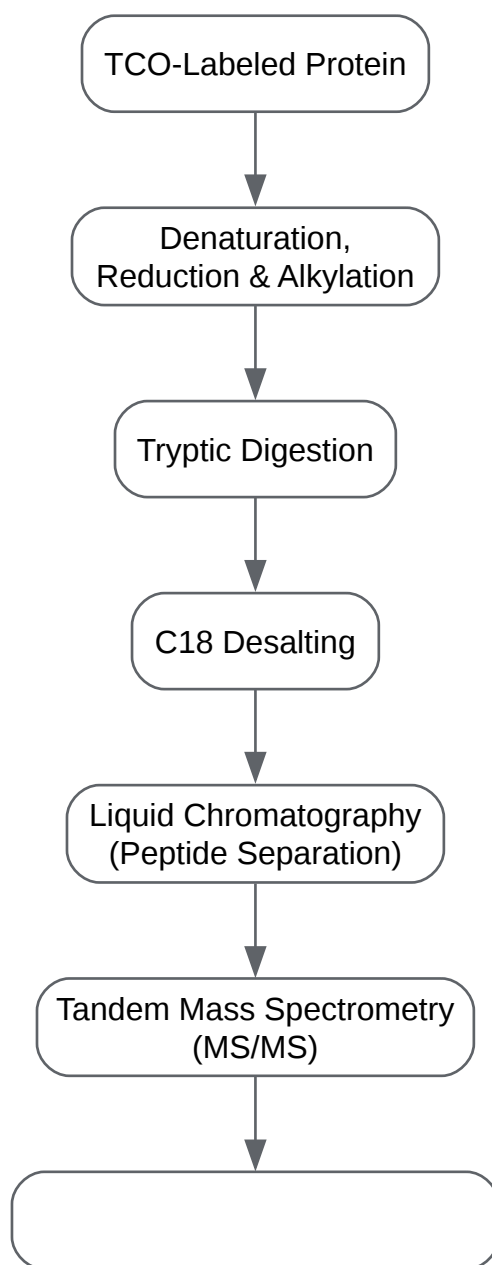 TCO-Labeled Protein
Denaturation,
Reduction & Alkylation
Tryptic Digestion
C18 Desalting
Liquid Chromatography
(Peptide Separation)
Tandem Mass Spectrometry
(MS/MS)